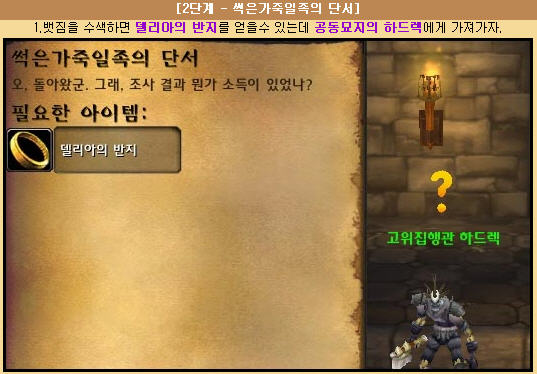 [2단계 - 썩은가죽일족의 단서]
1.볏짐을 수색하면 델리아의 반지를 얻을수 있는데 공동묘지의 하드렉에게 가져가자.
썩은가죽일족의 단서
오, 돌아왔군. 그래, 조사 결과 뭔가 소득이 있었나?
필요한 아이템:
델리아의 반지
고위집행관 하드렉